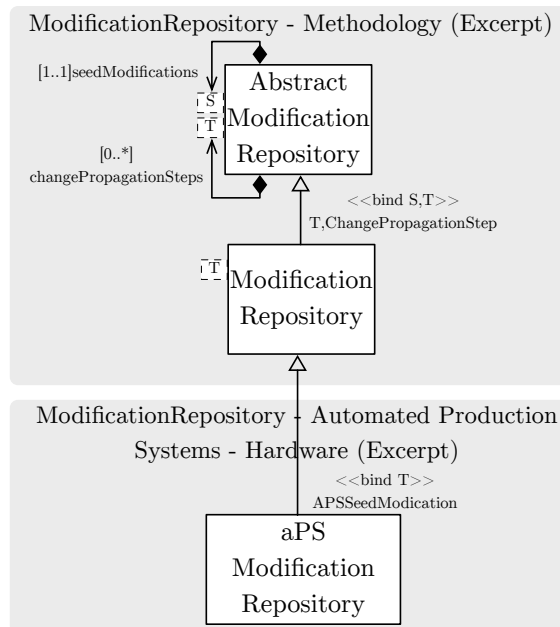 ModificationRepository - Methodology (Excerpt)
[1..1]seedModifications
Abstract
Modification
Repository
S
T
[0..*]
changePropagationSteps
<<bind S,T>>
T,ChangePropagationStep
T
Modification
Repository
ModificationRepository - Automated Production
Systems - Hardware (Excerpt)
<<bind T>>
APSSeedModication
aPS
Modification
Repository